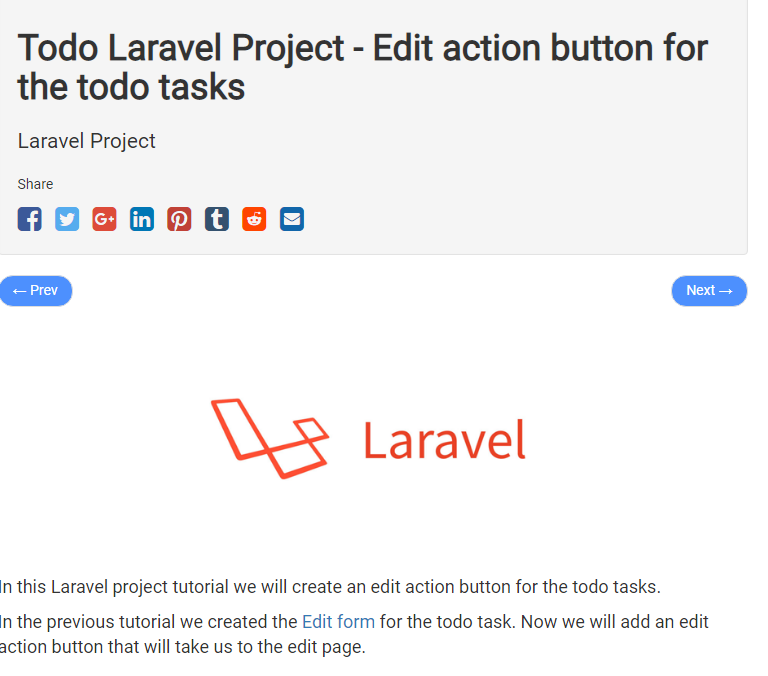 Todo Laravel Project - Edit action button for
the todo tasks
Laravel Project
Share
← Prev
Next →
Laravel
In this Laravel project tutorial we will create an edit action button for the todo tasks.
In the previous tutorial we created the Edit form for the todo task. Now we will add an edit
action button that will take us to the edit page.